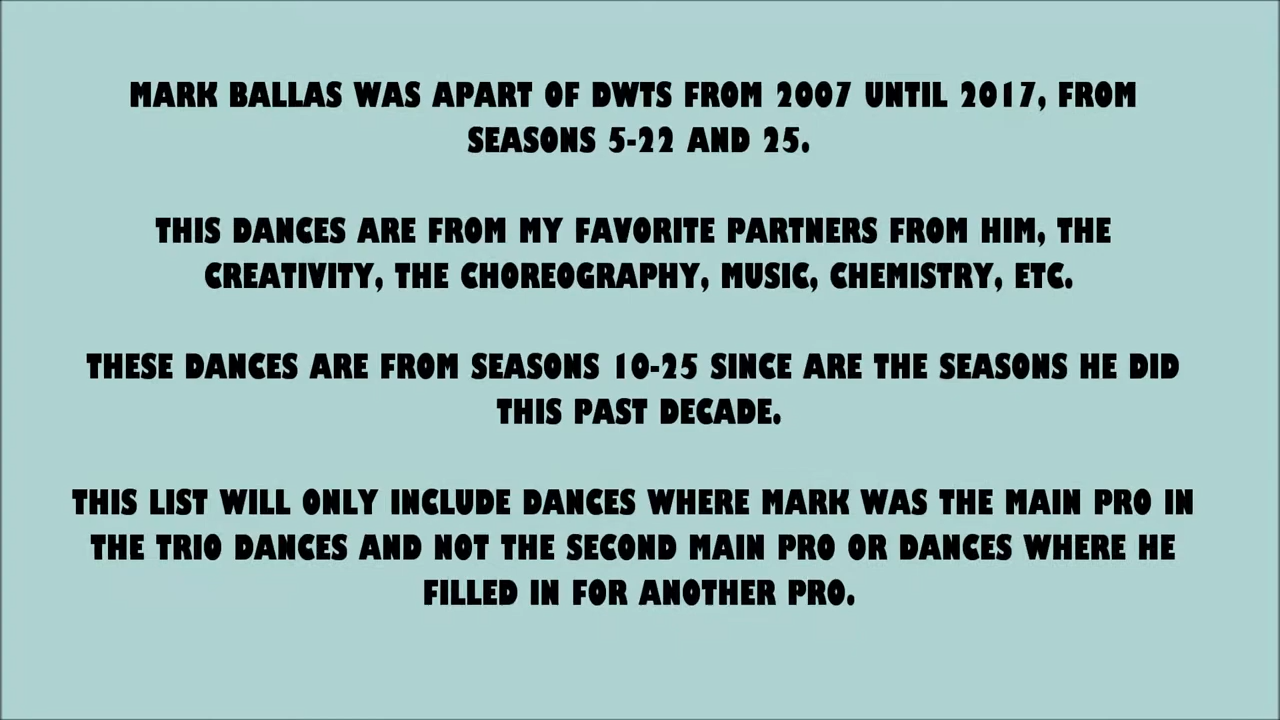 MARK BALLAS WAS APART OF DWTS FROM 2007 UNTIL 2017, FROM
SEASONS 5-22 AND 25.
THIS DANCES ARE FROM MY FAVORITE PARTNERS FROM HIM, THE
CREATIVITY, THE CHOREOGRAPHY, MUSIC, CHEMISTRY, ETC.
THESE DANCES ARE FROM SEASONS 10-25 SINCE ARE THE SEASONS HE DID
THIS PAST DECADE.
THIS LIST WILL ONLY INCLUDE DANCES WHERE MARK WAS THE MAIN PRO IN
THE TRIO DANCES AND NOT THE SECOND MAIN PRO OR DANCES WHERE HE
FILLED IN FOR ANOTHER PRO.